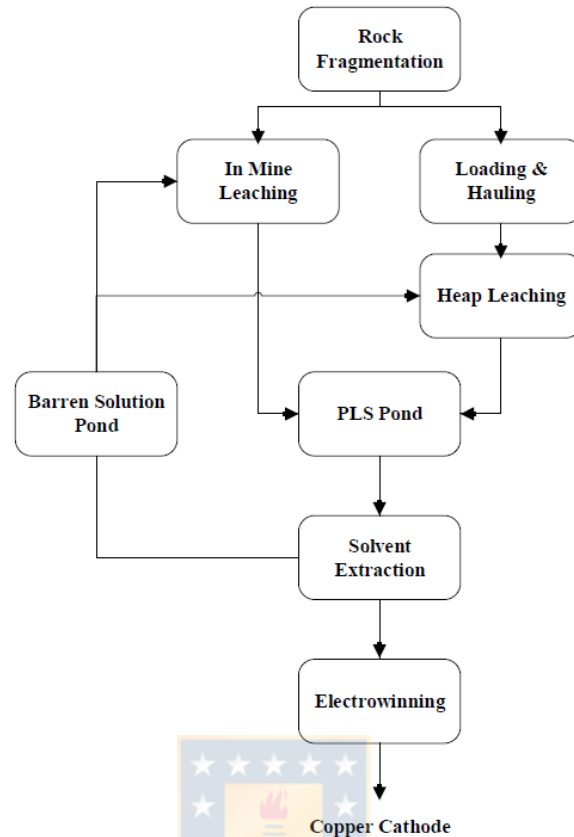 Rock
Fragmentation
In Mine
Leaching
Loading &
Hauling
Heap Leaching
Barren Solution
Pond
PLS Pond
Solvent
Extraction
Electrowinning
Copper Cathode